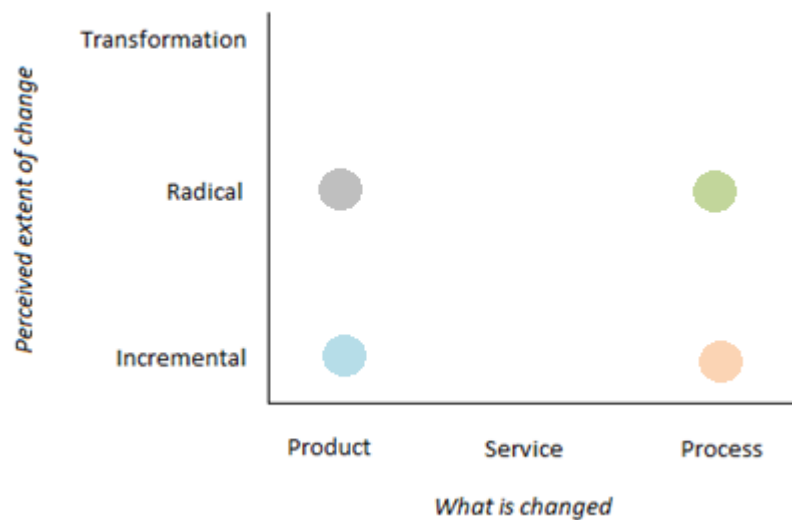 Transformation
Perceived extent of change
Radical
Incremental
Product Service Process
What is changed